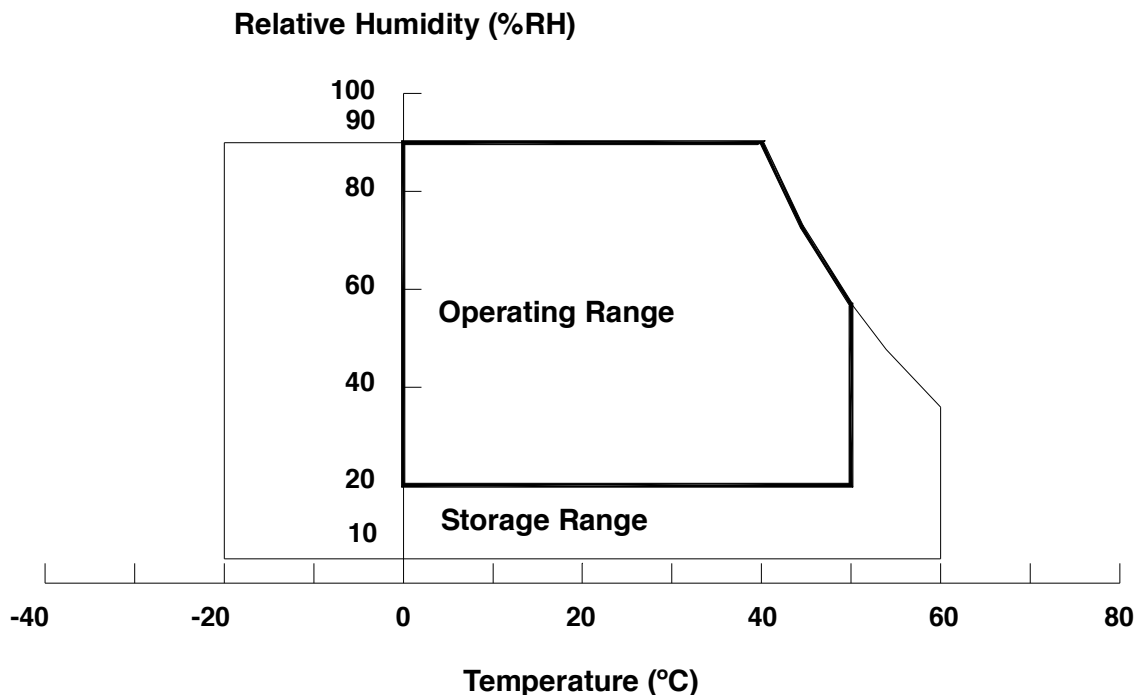 Relative Humidity (%RH)
100
90
80
60
Operating Range
40
20
Storage Range
10
-40 -20 0 20 40 60 80
Temperature (ºC)